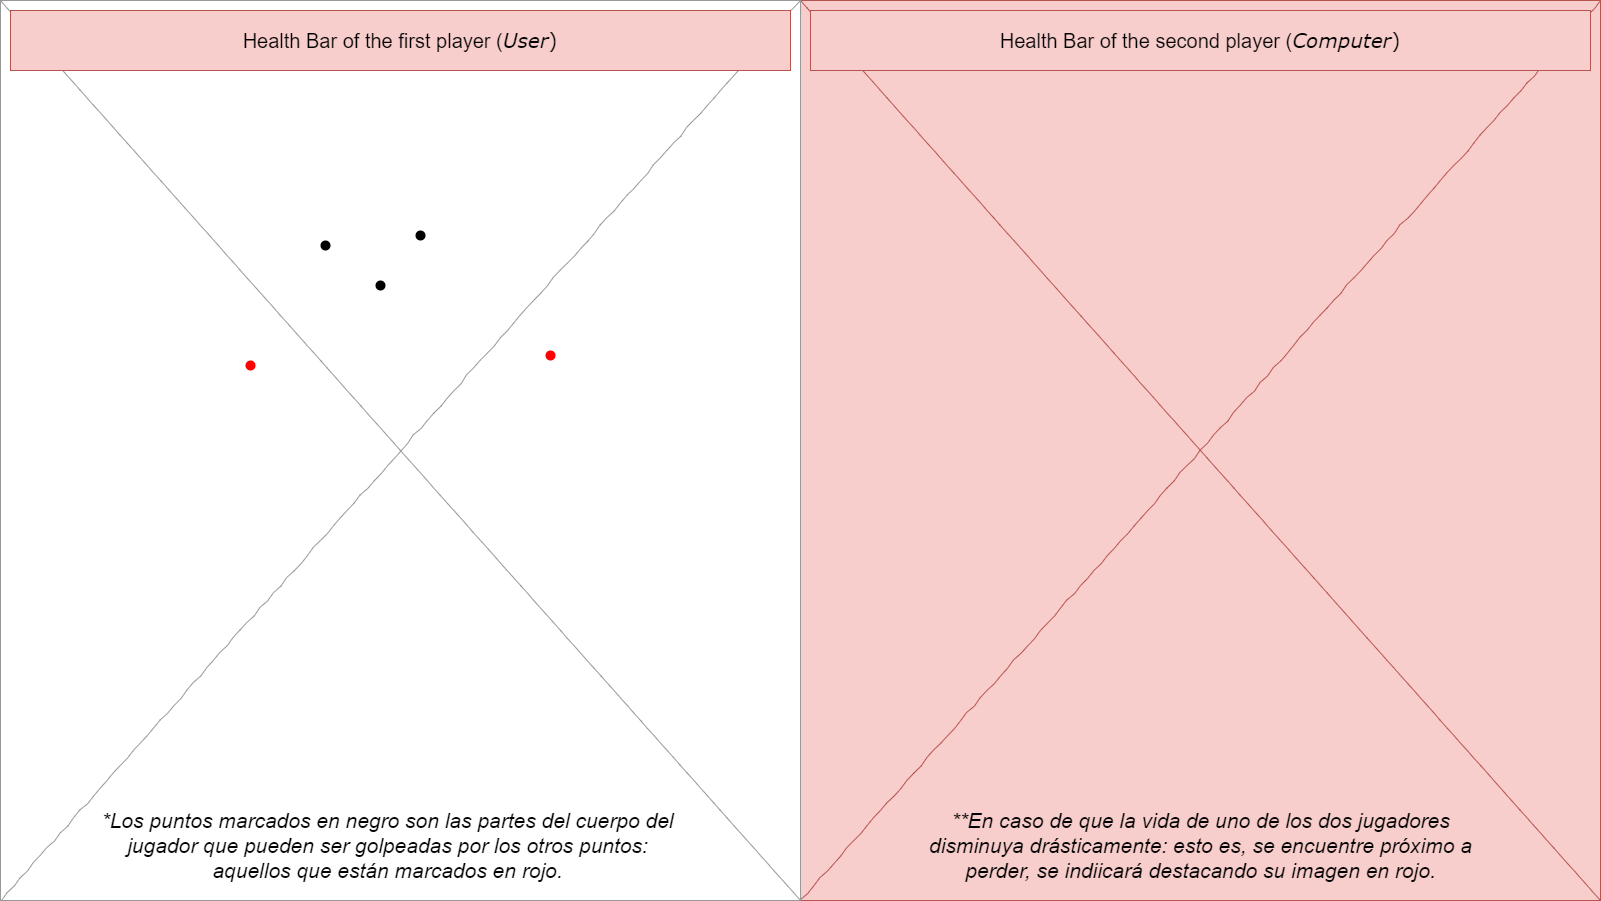 Health Bar of the first player (User)
Health Bar of the second player (Computer)
*Los puntos marcados en negro son las partes del cuerpo del
jugador que pueden ser golpeadas por los otros puntos:
aquellos que están marcados en rojo.
**En caso de que la vida de uno de los dos jugadores
disminuya drásticamente: esto es, se encuentre próximo a
perder, se indiicará destacando su imagen en rojo.